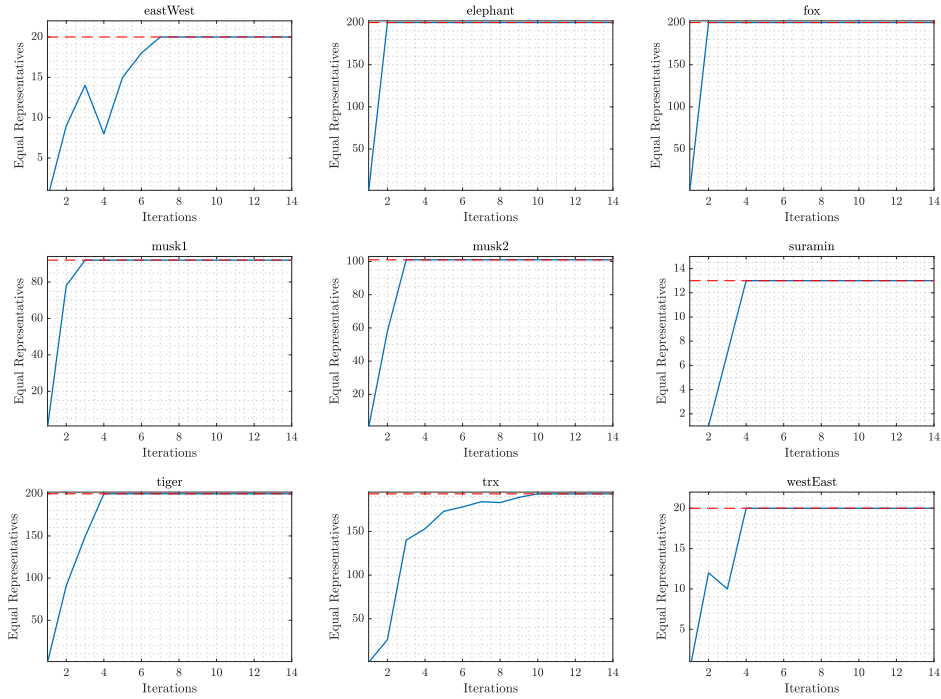 eastWest
20
15
10
5
2 4 6 8 10 12 14
Iterations
Equal Representatives
elephant
200
150
100
50
2 4 6 8 10 12 14
Iterations
Equal Representatives
fox
200
150
100
50
2 4 6 8 10 12 14
Iterations
Equal Representatives
musk1
80
60
40
20
2 4 6 8 10 12 14
Iterations
Equal Representatives
musk2
100
80
60
40
20
2 4 6 8 10 12 14
Iterations
Equal Representatives
suramin
14
12
10
8
6
4
2
2 4 6 8 10 12 14
Iterations
Equal Representatives
tiger
200
150
100
50
2 4 6 8 10 12 14
Iterations
Equal Representatives
trx
150
100
50
2 4 6 8 10 12 14
Iterations
Equal Representatives
westEast
20
15
10
5
2 4 6 8 10 12 14
Iterations
Equal Representatives